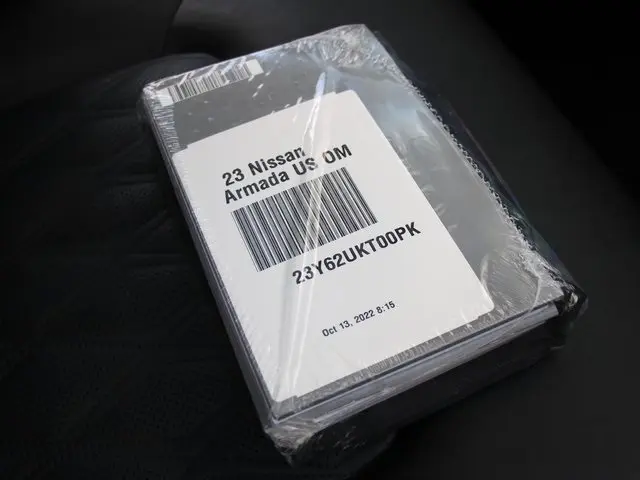 23 Nissan
Armada US OM
23Y62UKT00PK
Oct 13, 2022 8:15